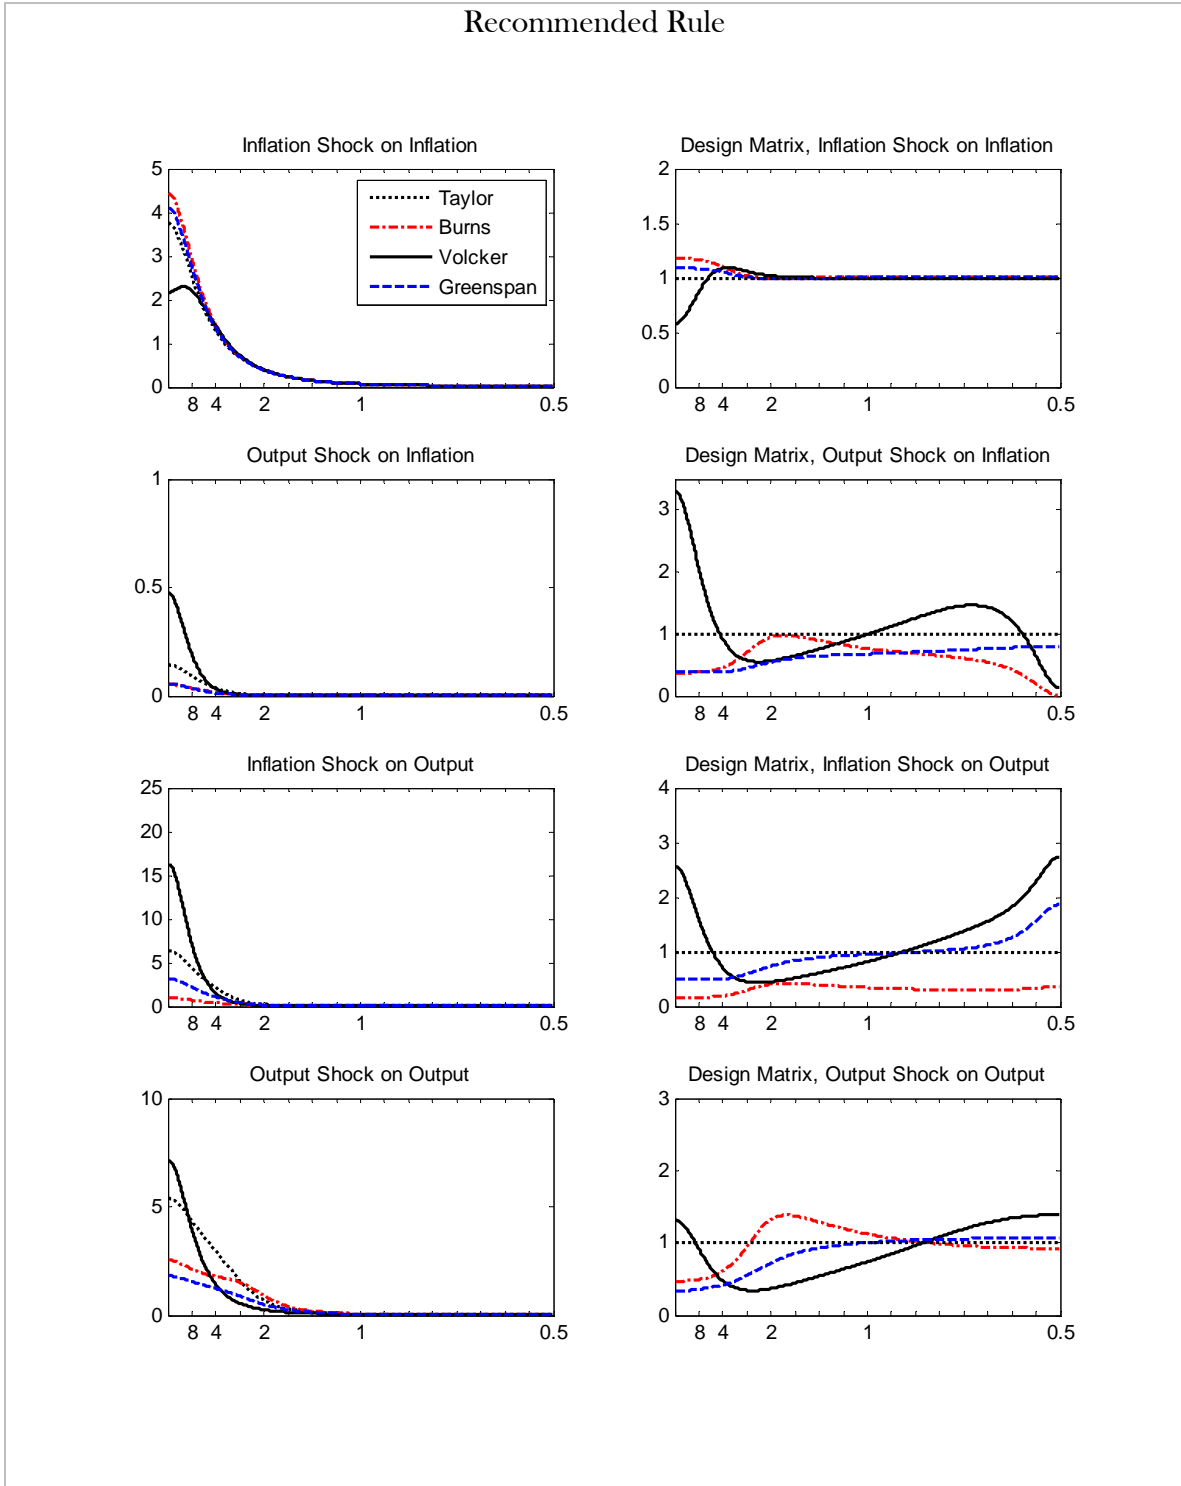 Recommended Rule
Inflation Shock on Inflation
5
4
3
2
1
0
8 4 2 1 0.5
Taylor
Burns
Volcker
Greenspan
Design Matrix, Inflation Shock on Inflation
2
1.5
1
0.5
0
8 4 2 1 0.5
Output Shock on Inflation
1
0.5
0
8 4 2 1 0.5
Design Matrix, Output Shock on Inflation
3
2
1
0
8 4 2 1 0.5
Inflation Shock on Output
25
20
15
10
5
0
8 4 2 1 0.5
Design Matrix, Inflation Shock on Output
4
3
2
1
0
8 4 2 1 0.5
Output Shock on Output
10
5
0
8 4 2 1 0.5
Design Matrix, Output Shock on Output
3
2
1
0
8 4 2 1 0.5